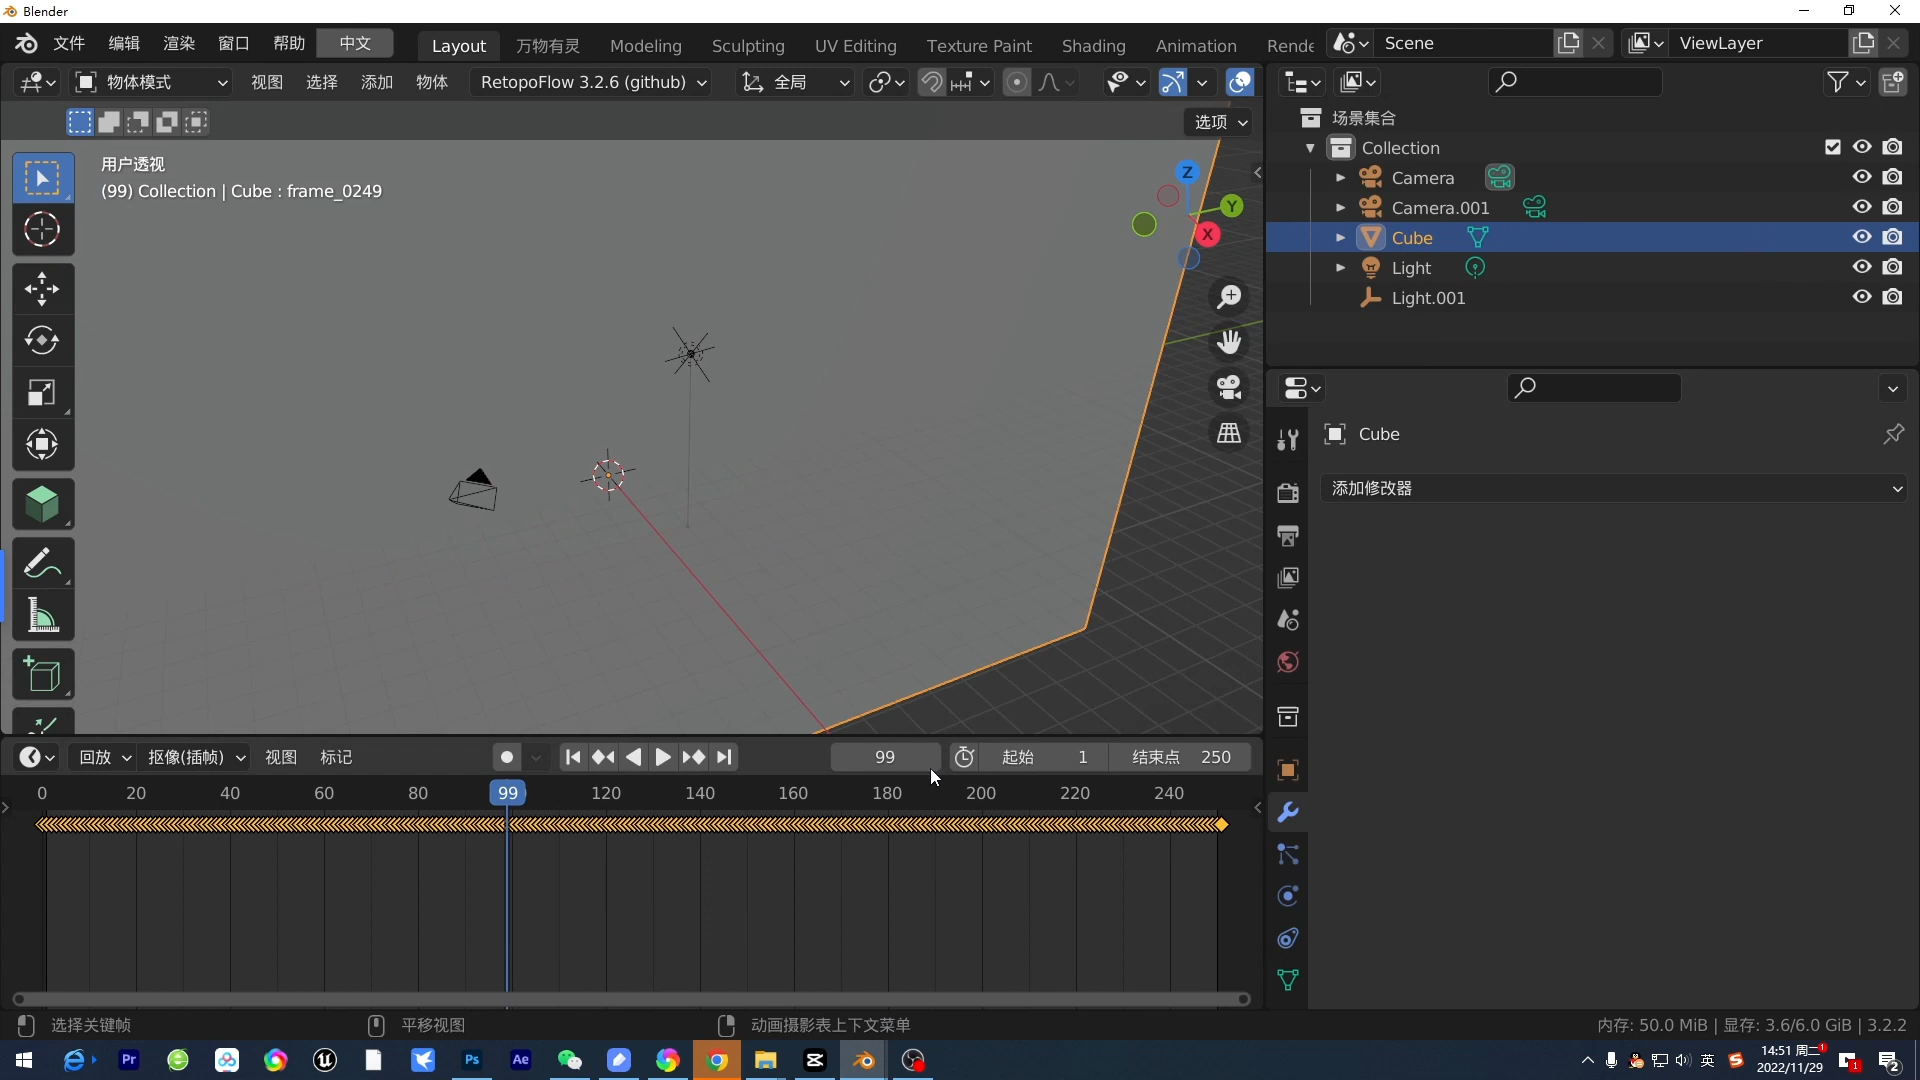 Blender
文件 编辑 渲染 窗口 帮助 中文 Layout 万物有灵 Modeling Sculpting UV Editing Texture Paint Shading Animation Rende Scene ViewLayer
物体模式 视图 选择 添加 物体 RetopoFlow 3.2.6 (github) 全局
选项
用户透视
(99) Collection | Cube : frame_0249
Z
Y
X
场景集合
Collection
Camera
Camera.001
Cube
Light
Light.001
Cube
添加修改器
回放 抠像(插帧) 视图 标记 99 起始 1 结束点 250
0 20 40 60 80 99 120 140 160 180 200 220 240
选择关键帧 平移视图 动画摄影表上下文菜单 内存: 50.0 MiB | 显存: 3.6/6.0 GiB | 3.2.2
Pr Ps Ae 英 14:51 周二 1 1 2
2022/11/29